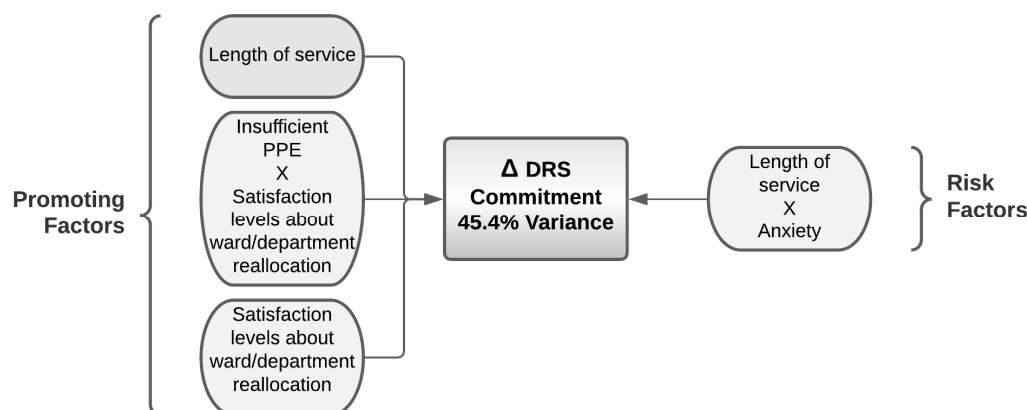 Promoting
Factors
Length of service
Insufficient
PPE
X
Satisfaction
levels about
ward/department
reallocation
Satisfaction
levels about
ward/department
reallocation
Δ DRS
Commitment
45.4% Variance
Length of
service
X
Anxiety
Risk
Factors